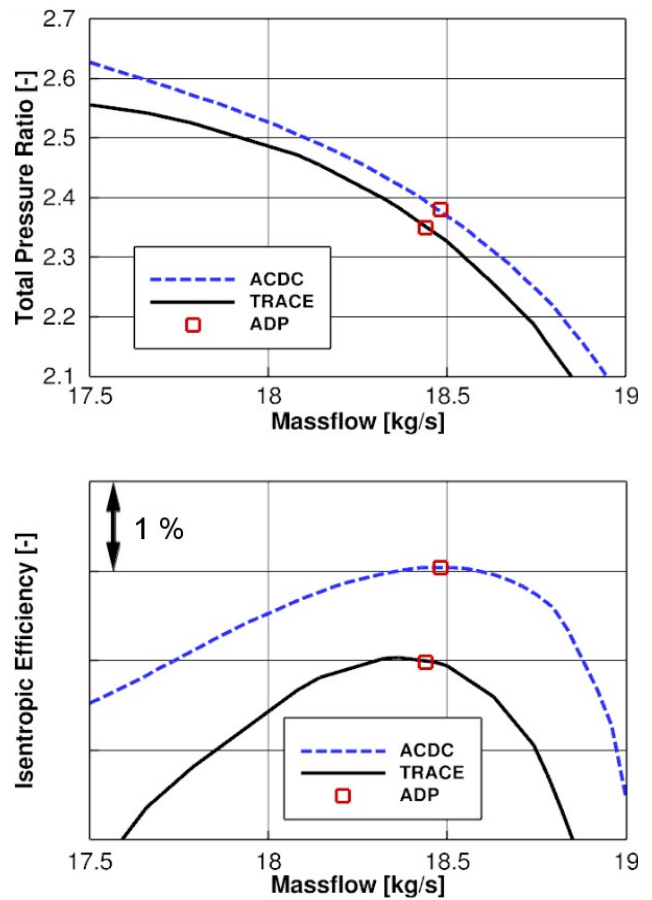 Total Pressure Ratio [-]
2.7
2.6
2.5
2.4
2.3
2.2
2.1
ACDC
TRACE
ADP
17.5
18
18.5
19
Massflow [kg/s]
Isentropic Efficiency [-]
1 %
ACDC
TRACE
ADP
17.5
18
18.5
19
Massflow [kg/s]